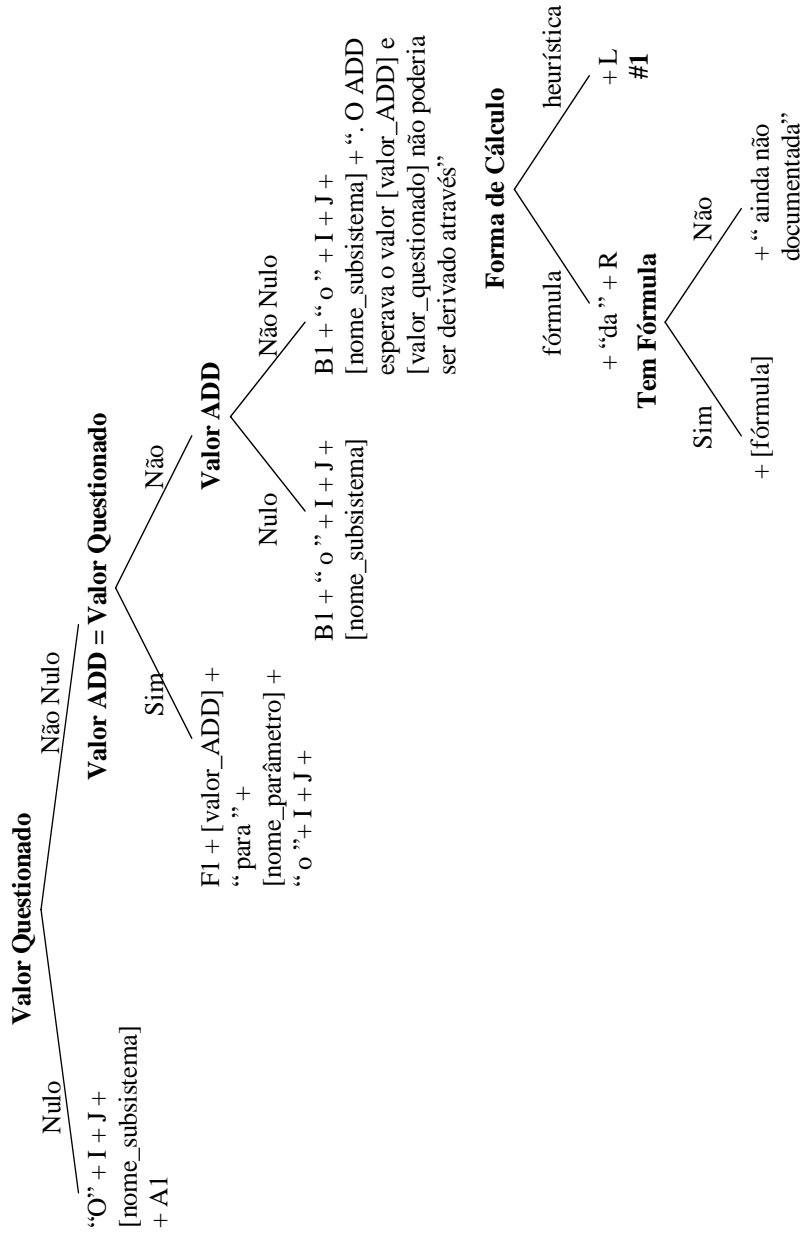 Valor Questionado
Nulo
Não Nulo
“O” + I + J +
[nome_subsistema]
+ A1
Valor ADD = Valor Questionado
Sim
Não
F1 + [valor_ADD] +
“ para ” +
[nome_parâmetro] +
“ o ”+ I + J +
Valor ADD
Nulo
Não Nulo
B1 + “ o ” + I + J +
[nome_subsistema]
B1 + “ o ” + I + J +
[nome_subsistema] + “. O ADD
esperava o valor [valor_ADD] e
[valor_questionado] não poderia
ser derivado através”
Forma de Cálculo
fórmula
heurística
+ “da” + R
+ L
#1
Tem Fórmula
Sim
Não
+ [fórmula]
+ “ ainda não
documentada”